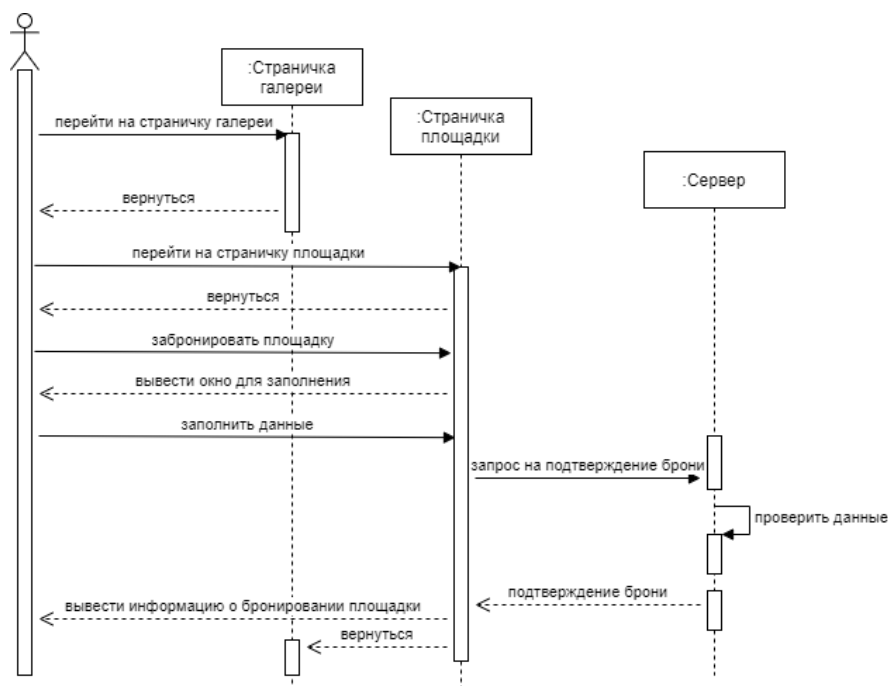 :Страничка
галереи
:Страничка
площадки
перейти на страничку галереи
:Сервер
вернуться
перейти на страничку площадки
вернуться
забронировать площадку
вывести окно для заполнения
заполнить данные
запрос на подтверждение брони
проверить данные
подтверждение брони
вывести информацию о бронировании площадки
вернуться